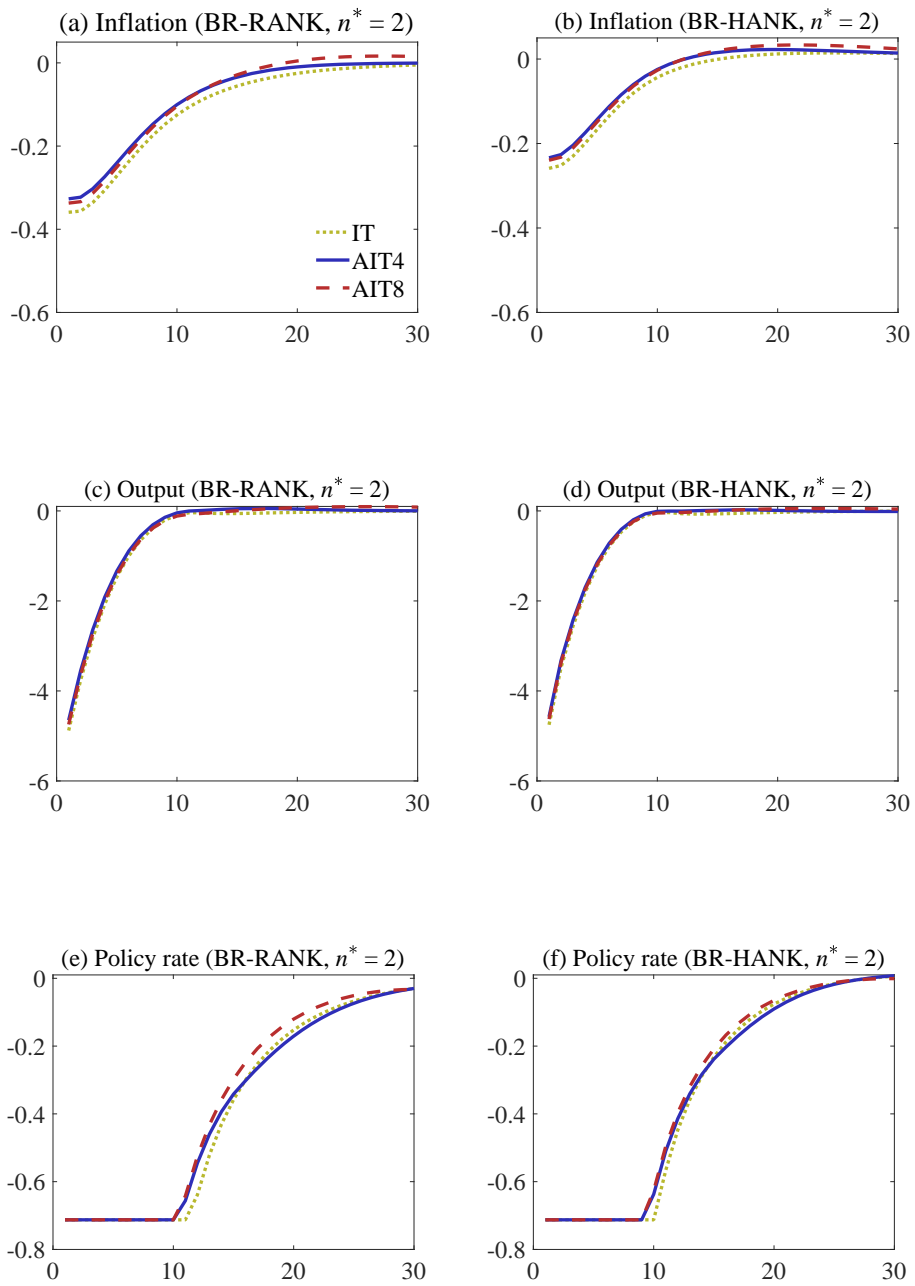 (a) Inflation (BR-RANK, n* = 2)
0
-0.2
-0.4
-0.6
0 10 20 30
IT
AIT4
AIT8
(b) Inflation (BR-HANK, n* = 2)
0
-0.2
-0.4
-0.6
0 10 20 30
(c) Output (BR-RANK, n* = 2)
0
-2
-4
-6
0 10 20 30
(d) Output (BR-HANK, n* = 2)
0
-2
-4
-6
0 10 20 30
(e) Policy rate (BR-RANK, n* = 2)
0
-0.2
-0.4
-0.6
-0.8
0 10 20 30
(f) Policy rate (BR-HANK, n* = 2)
0
-0.2
-0.4
-0.6
-0.8
0 10 20 30